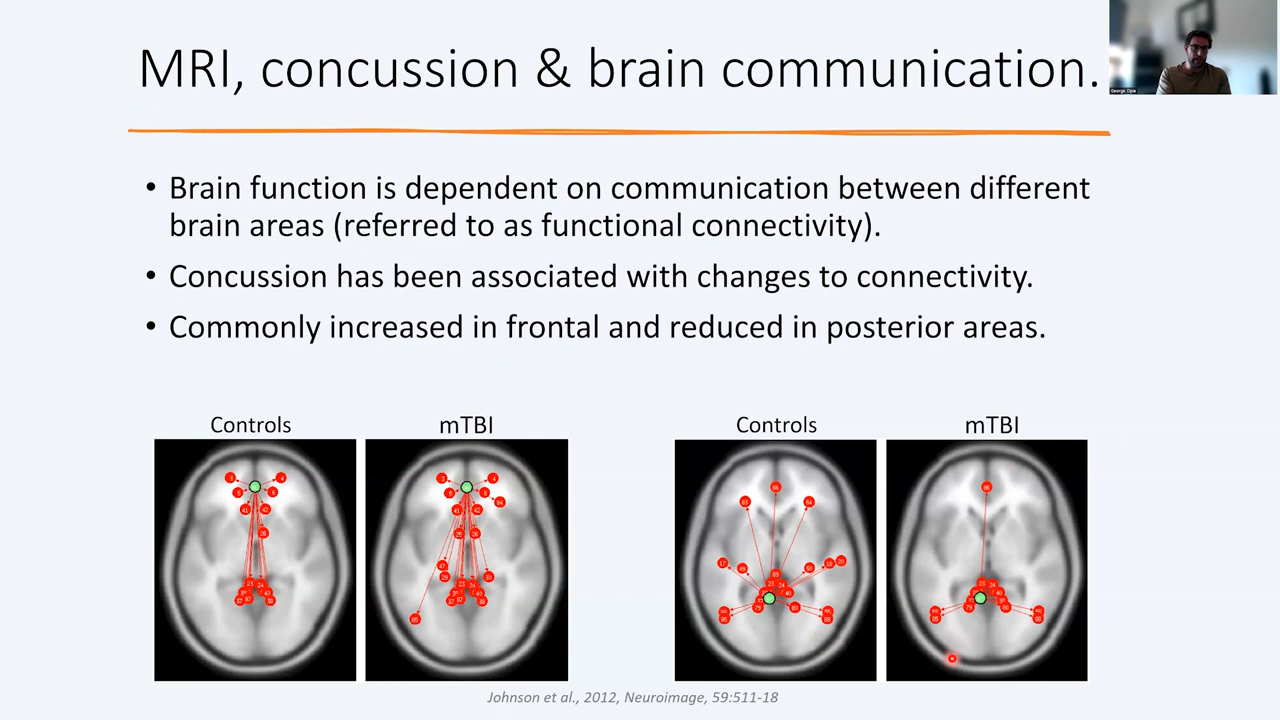 MRI, concussion & brain communication.
George Opie
• Brain function is dependent on communication between different
brain areas (referred to as functional connectivity).
• Concussion has been associated with changes to connectivity.
• Commonly increased in frontal and reduced in posterior areas.
Controls
mTBI
Controls
mTBI
Johnson et al., 2012, Neuroimage, 59:511-18